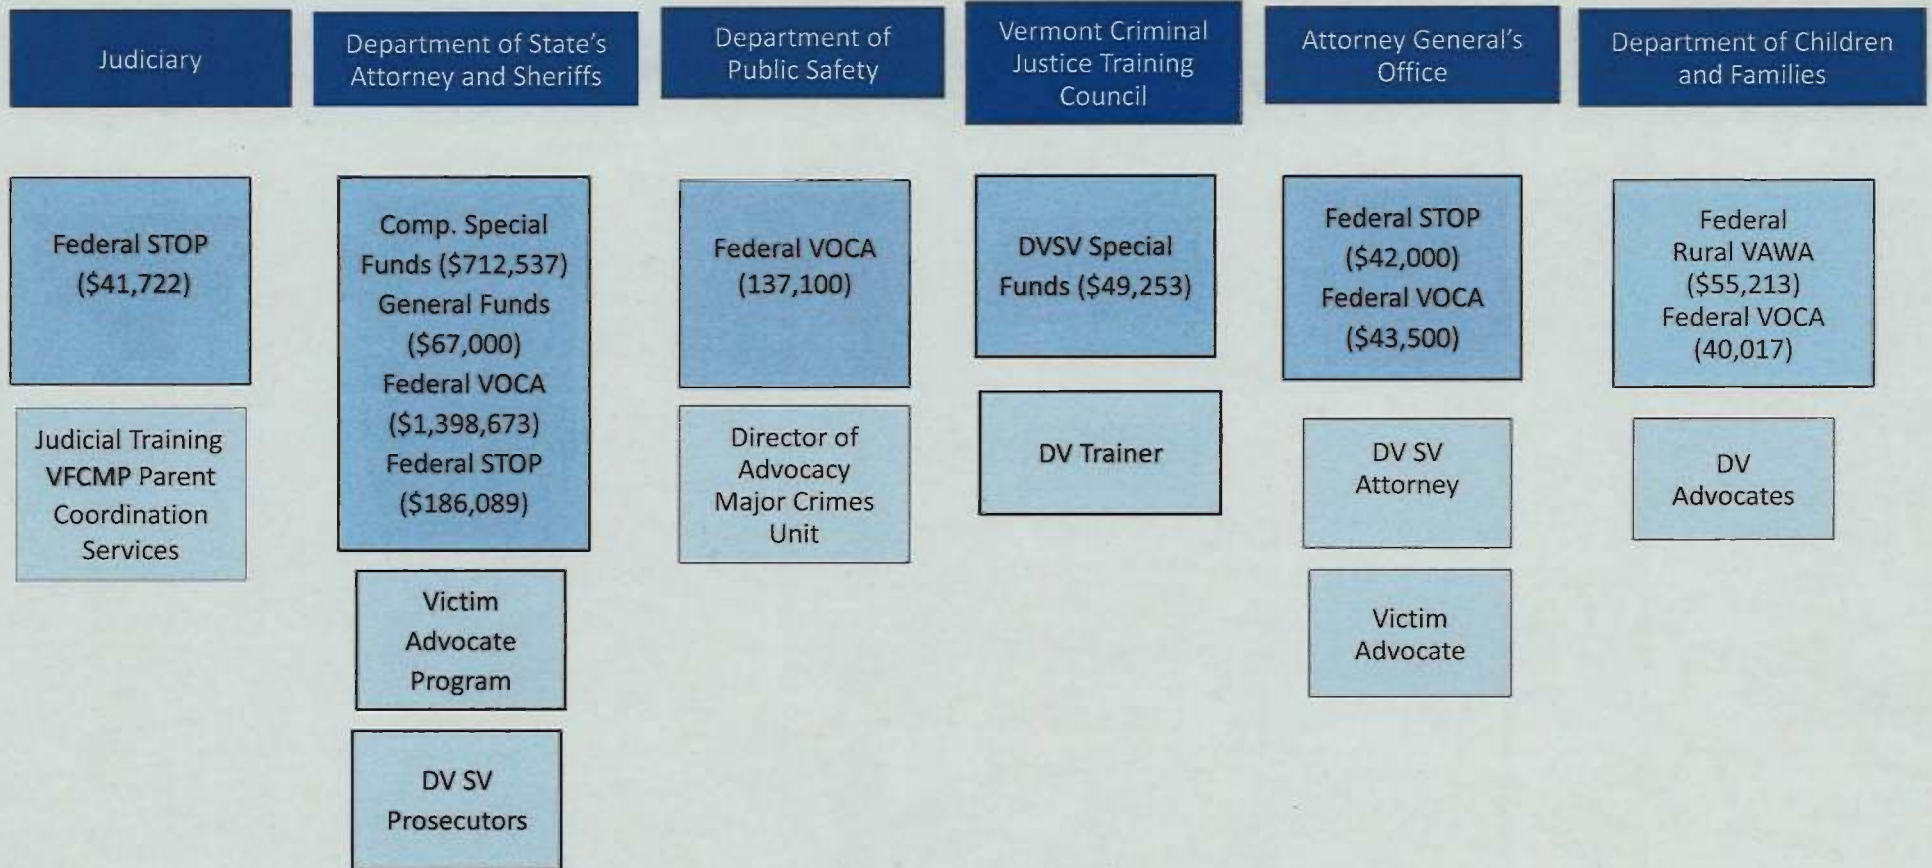 Judiciary
Department of State's
Attorney and Sheriffs
Department of
Public Safety
Vermont Criminal
Justice Training
Council
Attorney General's
Office
Department of Children
and Families
Federal STOP
($41,722)
Judicial Training
VFCMP Parent
Coordination
Services
Comp. Special
Funds ($712,537)
General Funds
($67,000)
Federal VOCA
($1,398,673)
Federal STOP
($186,089)
Victim
Advocate
Program
DV SV
Prosecutors
Federal VOCA
(137,100)
Director of
Advocacy
Major Crimes
Unit
DVSV Special
Funds ($49,253)
DV Trainer
Federal STOP
($42,000)
Federal VOCA
($43,500)
DV SV
Attorney
Victim
Advocate
Federal
Rural VAWA
($55,213)
Federal VOCA
(40,017)
DV
Advocates